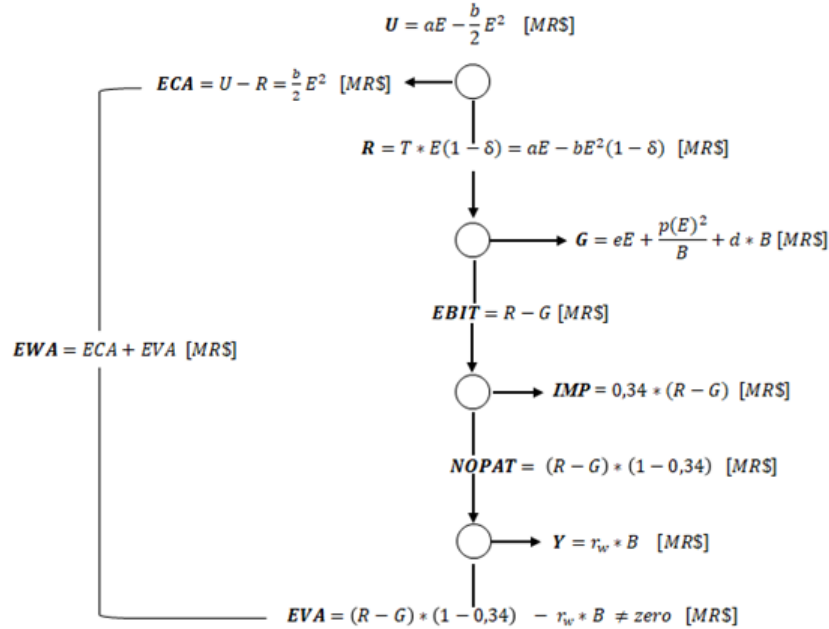 U = aE − b/2 E² [MR$]
ECA = U − R = b/2 E² [MR$]
R = T * E(1 − δ) = aE − bE²(1 − δ) [MR$]
G = eE + p(E)²/B + d * B [MR$]
EBIT = R − G [MR$]
EWA = ECA + EVA [MR$]
IMP = 0,34 * (R − G) [MR$]
NOPAT = (R − G) * (1 − 0,34) [MR$]
Y = r_w * B [MR$]
EVA = (R − G) * (1 − 0,34) − r_w * B ≠ zero [MR$]